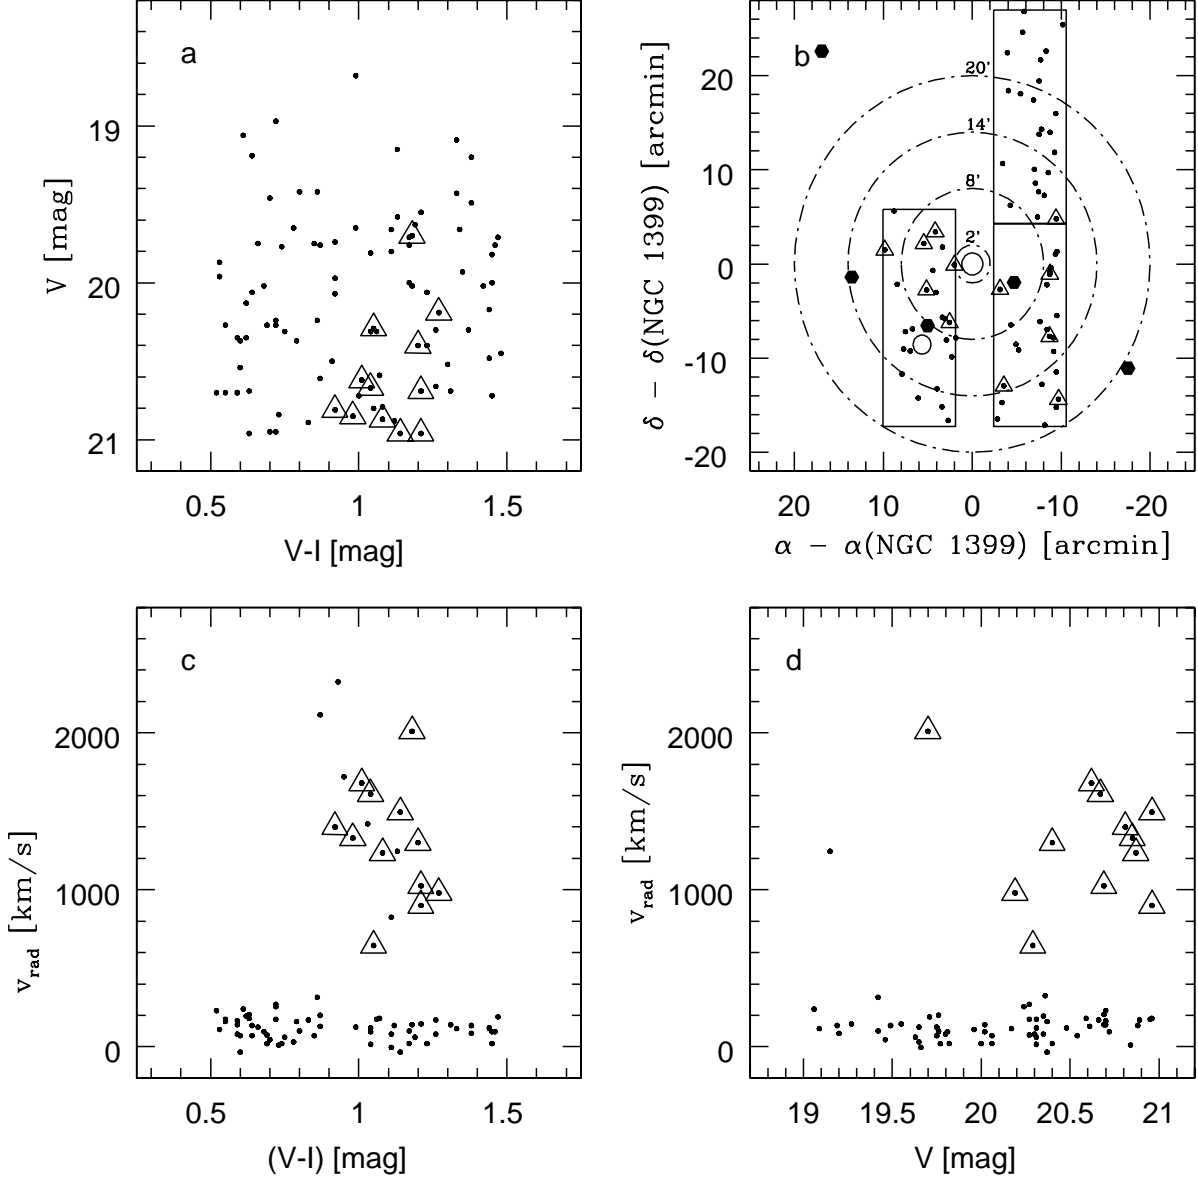 a
19
20
21
V [mag]
0.5
1
1.5
V-I [mag]
b
20'
14'
8'
2'
20
10
0
-10
-20
δ − δ(NGC 1399) [arcmin]
20
10
0
-10
-20
α − α(NGC 1399) [arcmin]
c
2000
1000
0
v_rad [km/s]
0.5
1
1.5
(V-I) [mag]
d
2000
1000
0
v_rad [km/s]
19
19.5
20
20.5
21
V [mag]